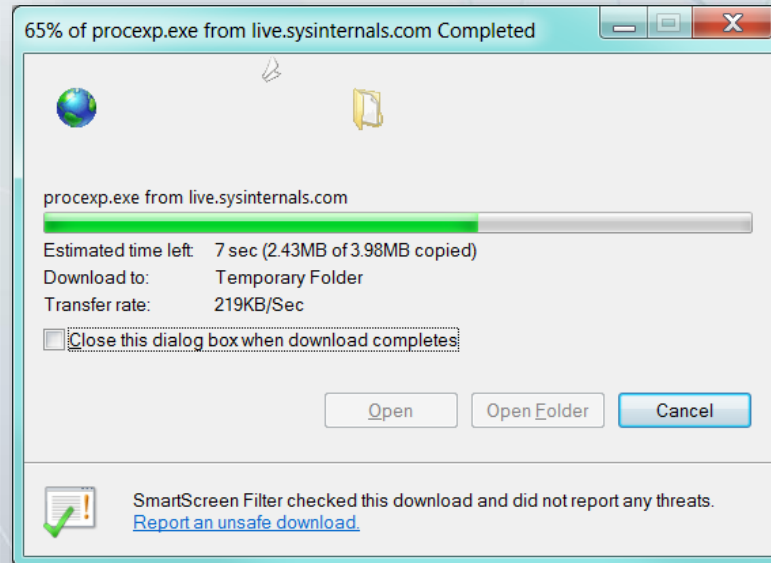 65% of procexp.exe from live.sysinternals.com Completed
procexp.exe from live.sysinternals.com
Estimated time left: 7 sec (2.43MB of 3.98MB copied)
Download to: Temporary Folder
Transfer rate: 219KB/Sec
Close this dialog box when download completes
Open Open Folder Cancel
SmartScreen Filter checked this download and did not report any threats.
Report an unsafe download.